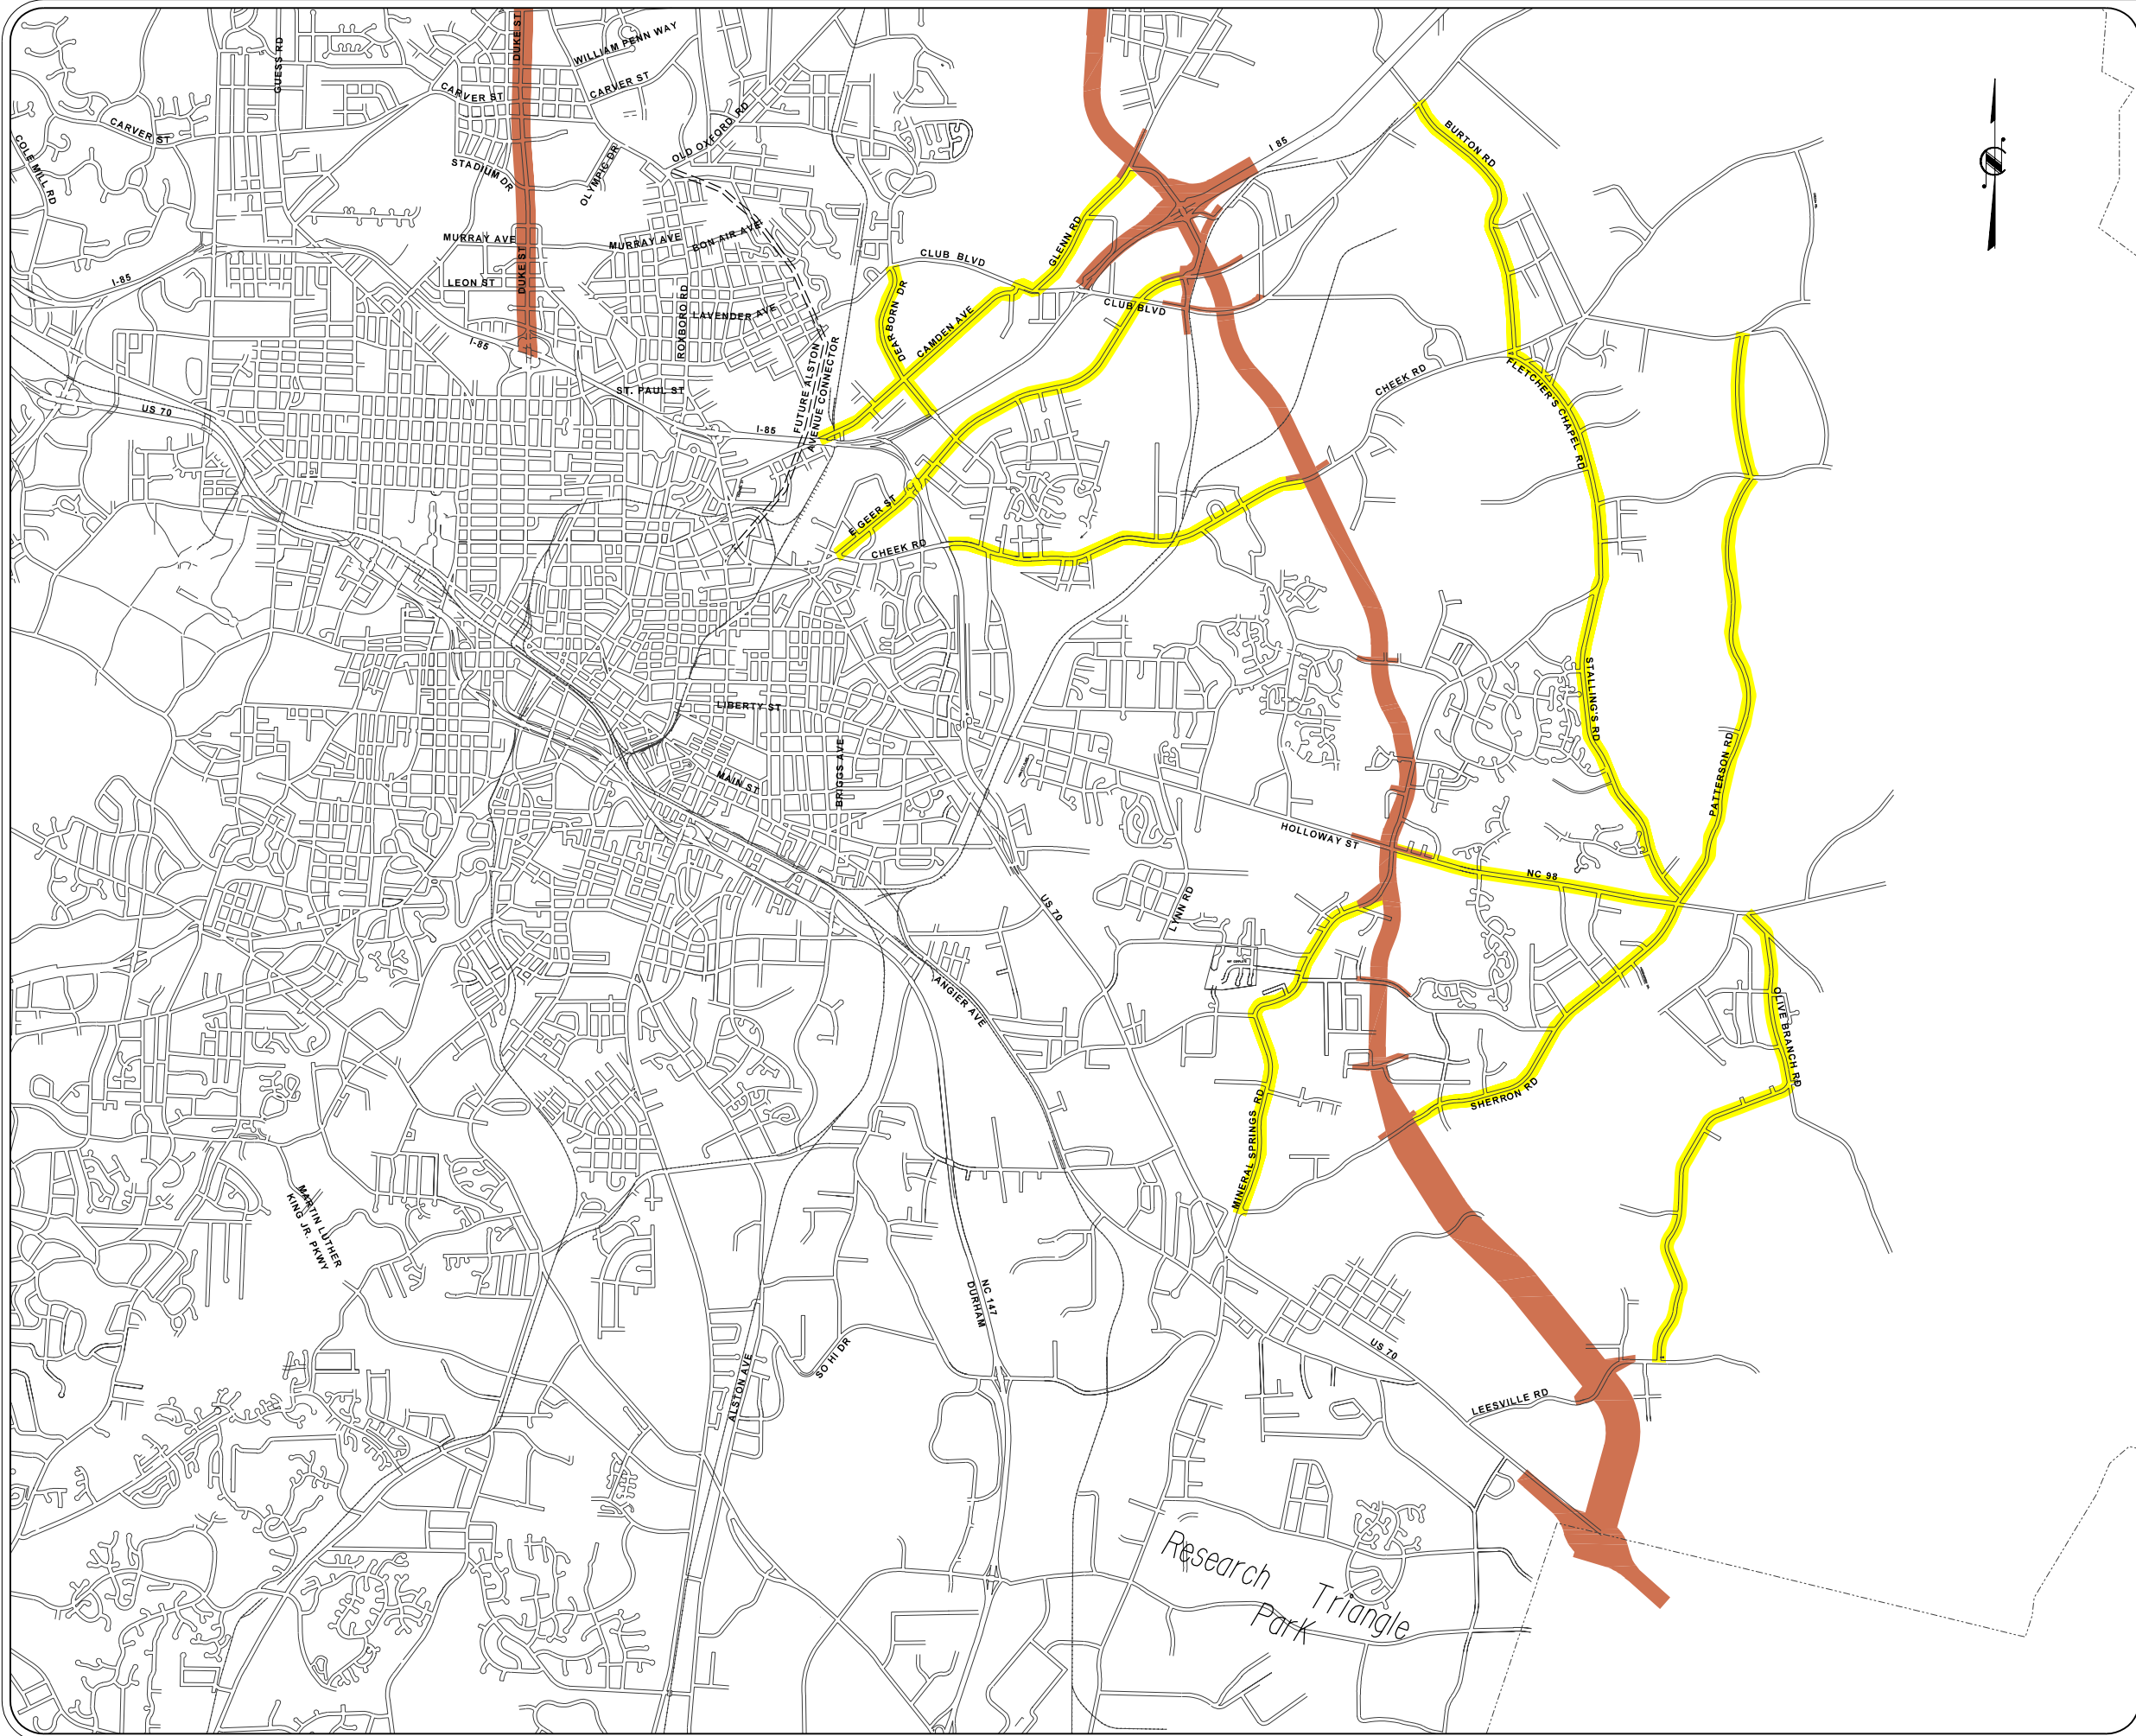 DUKE ST
GUESS RD
WILLIAM PENN WAY
CARVER ST
CARVER ST
CARVER ST
COLE MILL RD
STADIUM DR
OLYMPIC DR
OLD OXFORD RD
I 85
BURTON RD
MURRAY AVE
MURRAY AVE
BON AIR AVE
DUKE ST
LEON ST
I-85
GLENN RD
CLUB BLVD
DEARBORN DR
CAMDEN AVE
CLUB BLVD
ROXBORO RD
LAVENDER AVE
I-85
ST. PAUL ST
FUTURE ALSTON
AVENUE CONNECTOR
US 70
I-85
CHEEK RD
FLETCHER'S CHAPEL RD
E GEER ST
CHEEK RD
LIBERTY ST
STALLING'S RD
MAIN ST
BRIGGS AVE
PATTERSON RD
HOLLOWAY ST
NC 98
US 70
LYNN RD
ANGIER AVE
OLIVE BRANCH RD
SHERRON RD
MINERAL SPRINGS RD
MARTIN LUTHER
KING JR. PKWY
NC 147
DURHAM
SO HI DR
ALSTON AVE
US 70
LEESVILLE RD
Research Triangle
Park